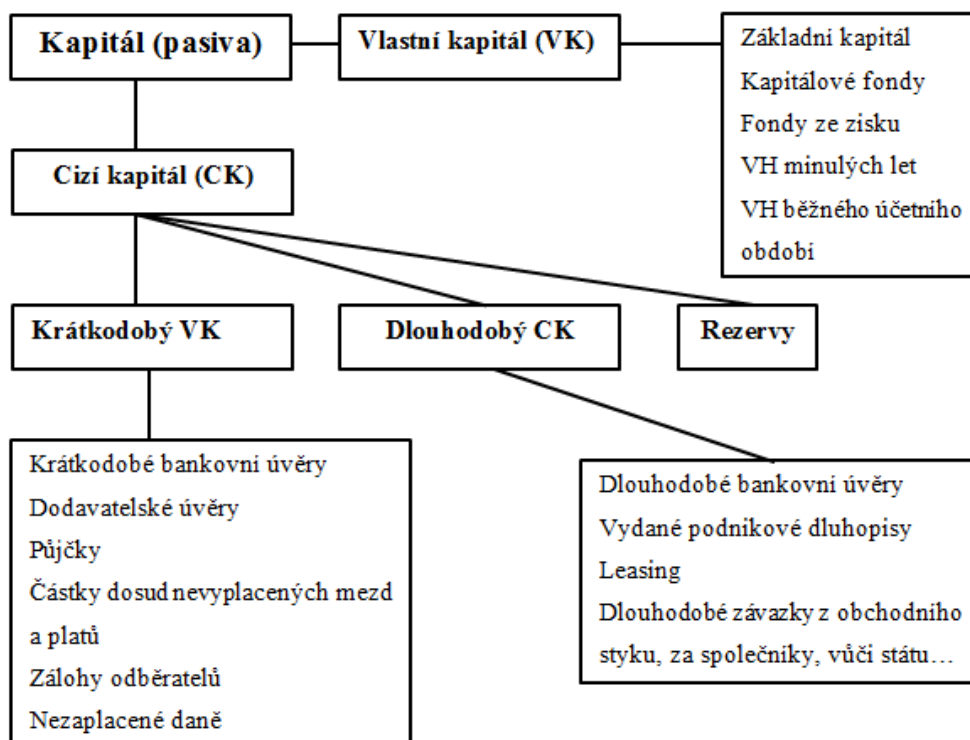 Kapitál (pasiva)
Vlastní kapitál (VK)
Základní kapitál
Kapitálové fondy
Fondy ze zisku
VH minulých let
VH běžného účetního
období
Cizí kapitál (CK)
Krátkodobý VK
Dlouhodobý CK
Rezervy
Krátkodobé bankovní úvěry
Dodavatelské úvěry
Půjčky
Částky dosud nevyplacených mezd
a platů
Zálohy odběratelů
Nezaplacené daně
Dlouhodobé bankovní úvěry
Vydané podnikové dluhopisy
Leasing
Dlouhodobé závazky z obchodního
styku, za společníky, vůči státu…